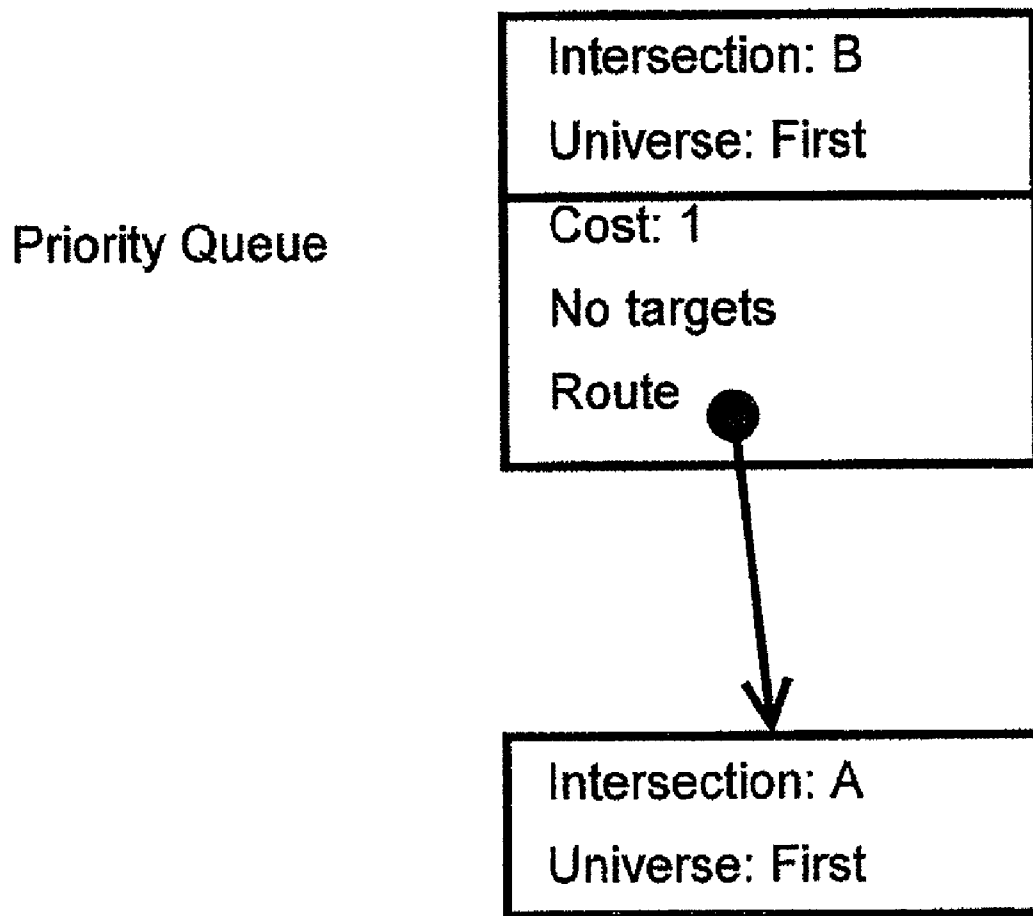 Intersection: B
Universe: First
Priority Queue
Cost: 1
No targets
Route
Intersection: A
Universe: First